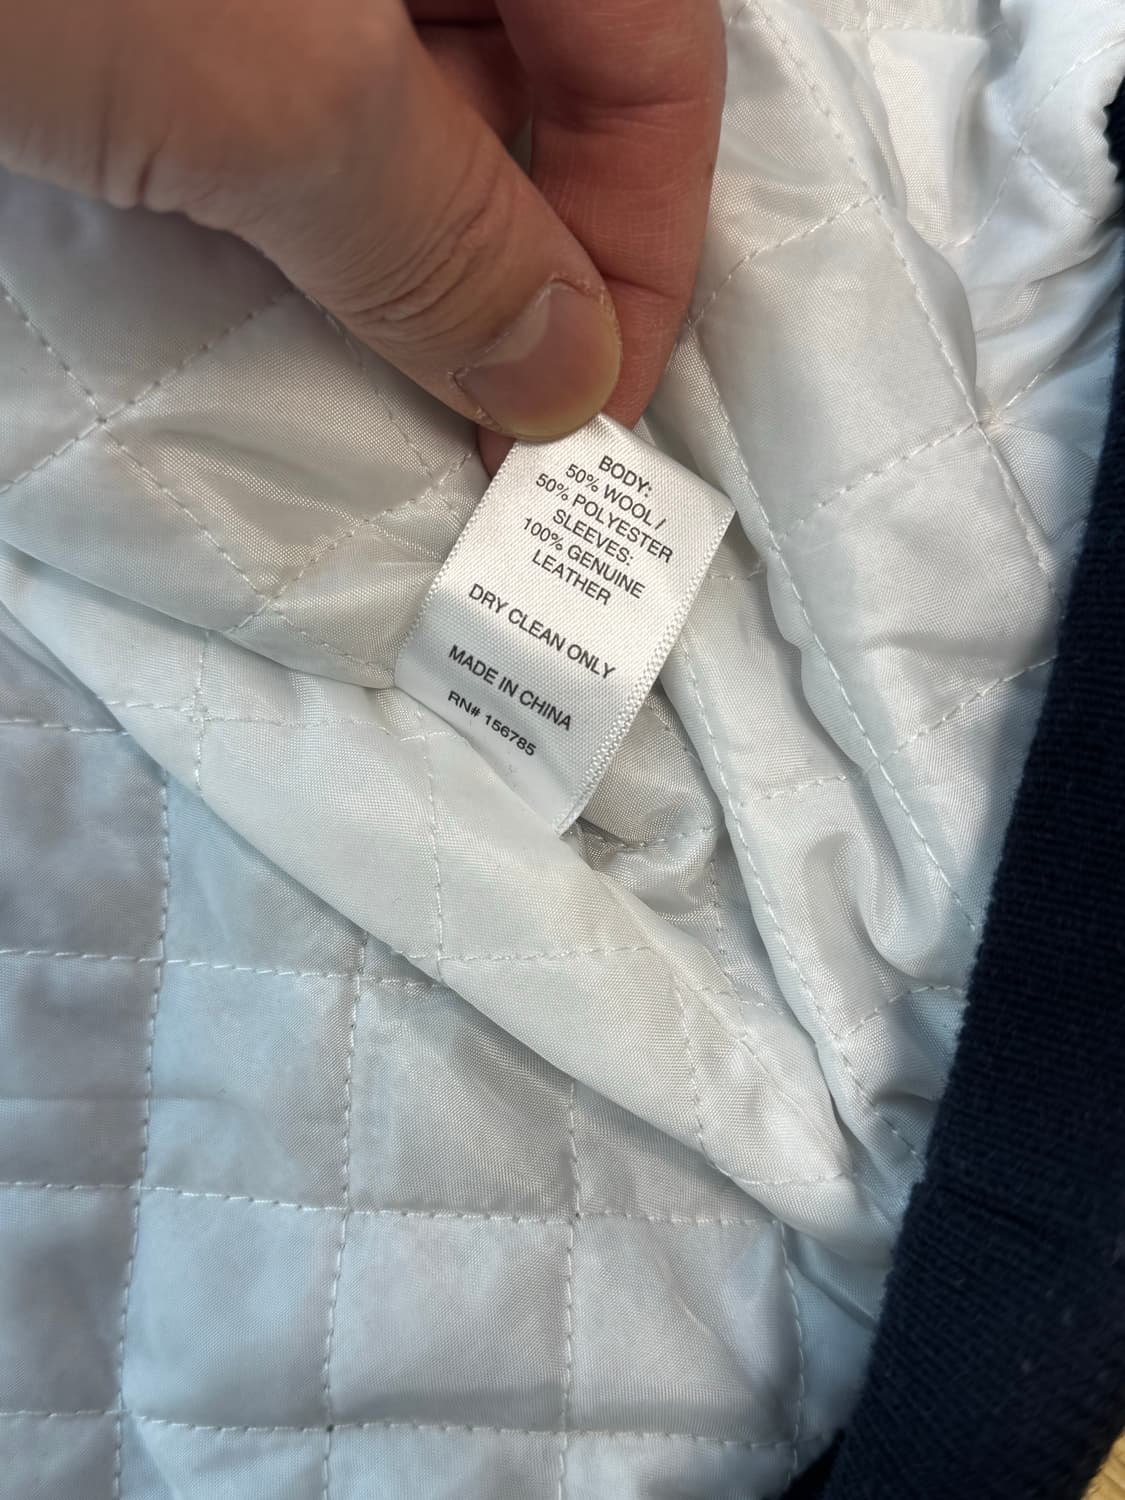 BODY:
50% WOOL /
50% POLYESTER
SLEEVES:
100% GENUINE
LEATHER
DRY CLEAN ONLY
MADE IN CHINA
RN# 156785